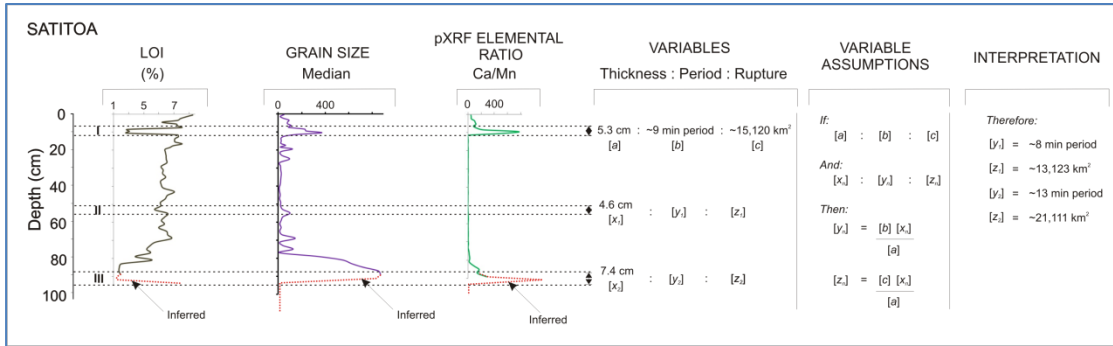 SATITOA
LOI
(%)
1 5 7
GRAIN SIZE
Median
0 400
pXRF ELEMENTAL
RATIO
Ca/Mn
0 400
VARIABLES
Thickness : Period : Rupture
VARIABLE
ASSUMPTIONS
INTERPRETATION
Depth (cm)
0
20
40
60
80
100
I
II
III
Inferred
Inferred
Inferred
5.3 cm : ~9 min period : ~15,120 km²
[a] [b] [c]
4.6 cm
[x₁] : [y₁] : [z₁]
7.4 cm
[x₂] : [y₂] : [z₂]
If:
[a] : [b] : [c]
And:
[xₙ] : [yₙ] : [zₙ]
Then:
[yₙ] = [b] [xₙ]
[a]
[zₙ] = [c] [xₙ]
[a]
Therefore:
[y₁] = ~8 min period
[z₁] = ~13,123 km²
[y₂] = ~13 min period
[z₂] = ~21,111 km²